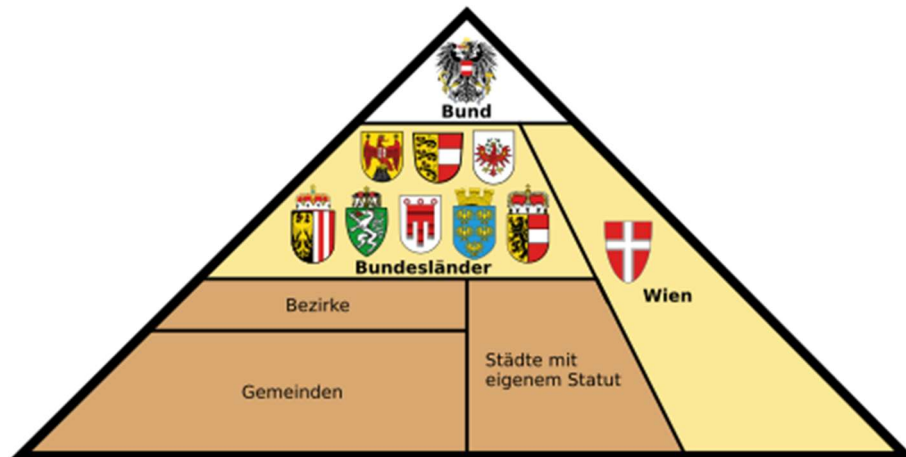 Bund
Bundesländer
Wien
Bezirke
Städte mit
eigenem Statut
Gemeinden